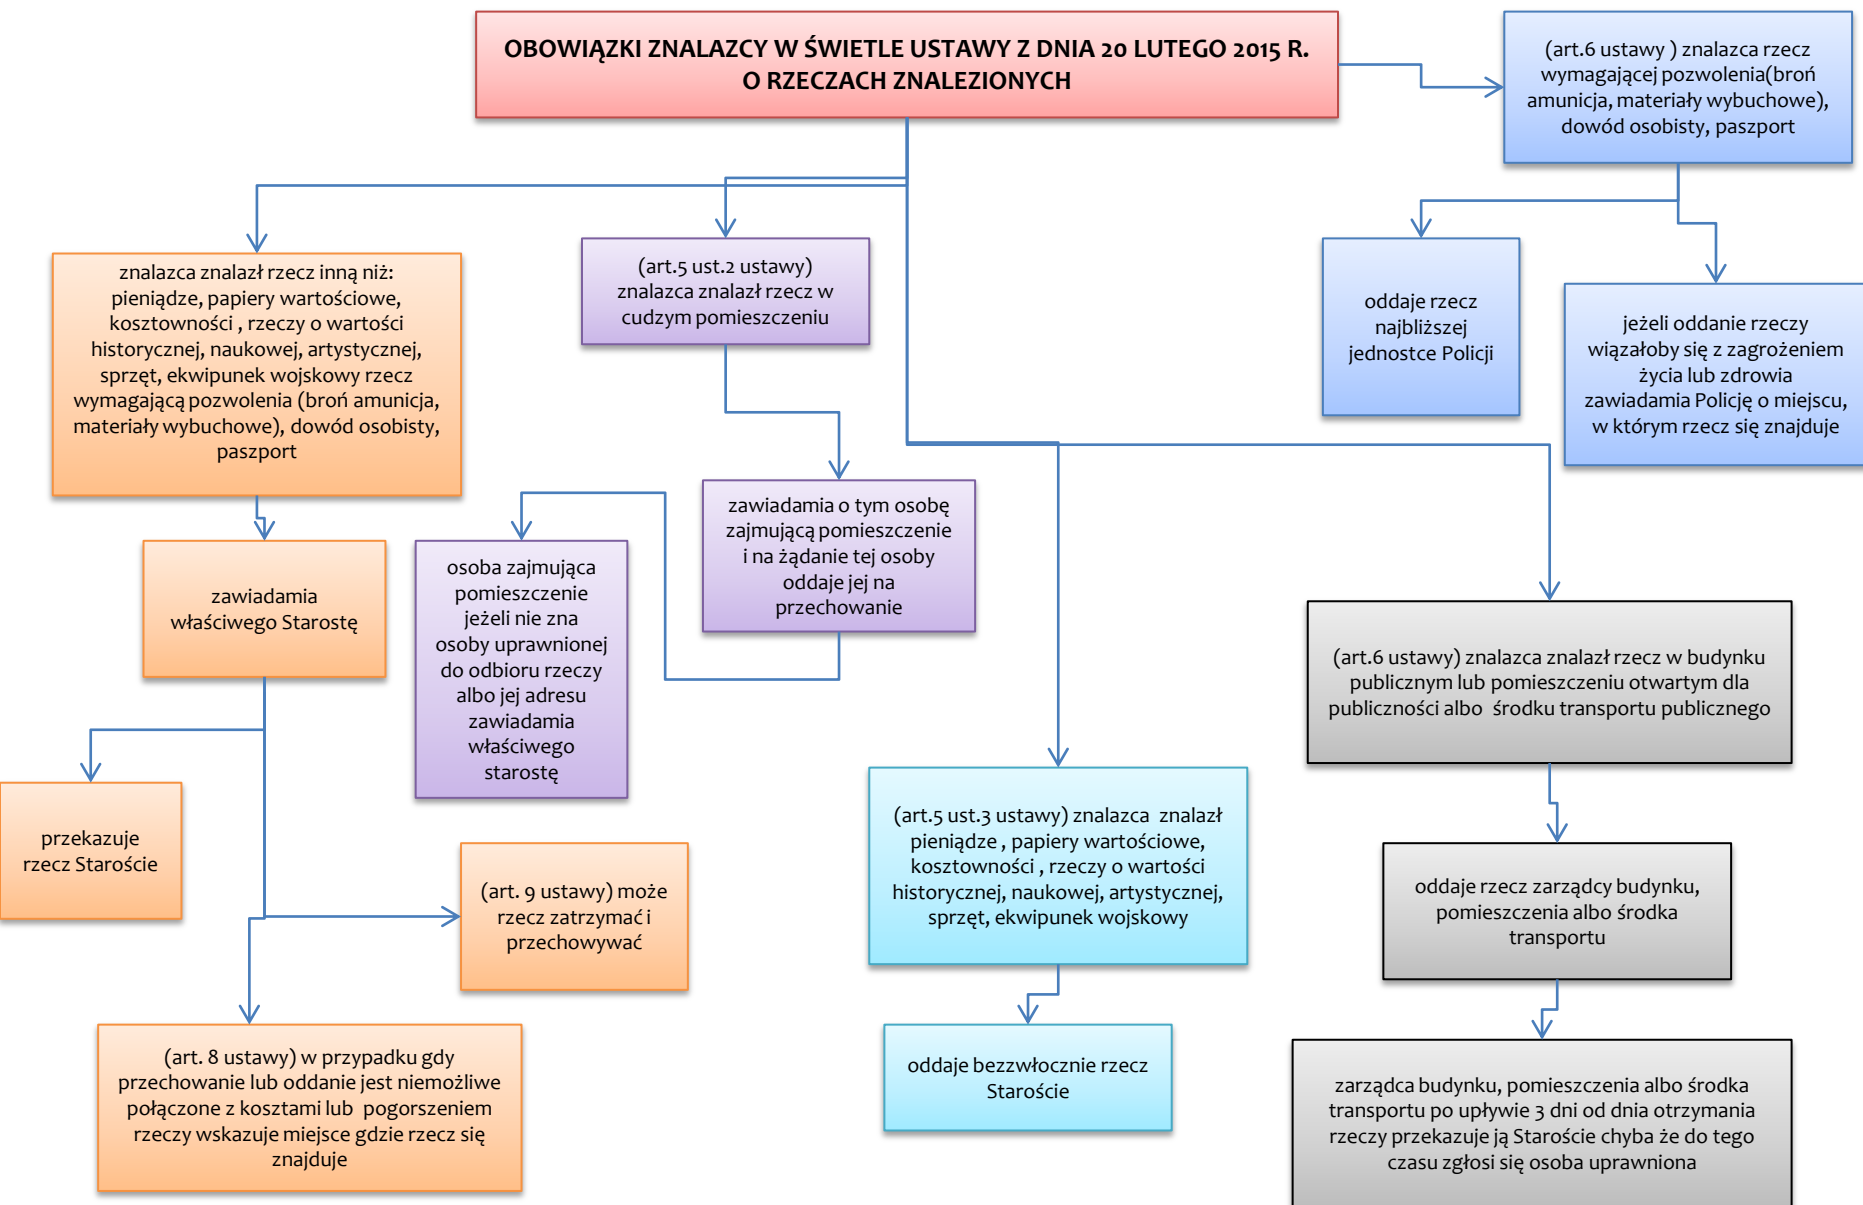 OBOWIĄZKI ZNALAZCY W ŚWIETLE USTAWY Z DNIA 20 LUTEGO 2015 R.
O RZECZACH ZNALEZIONYCH
(art.6 ustawy ) znalazca rzecz
wymagającej pozwolenia(broń
amunicja, materiały wybuchowe),
dowód osobisty, paszport
znalazca znalazł rzecz inną niż:
pieniądze, papiery wartościowe,
kosztowności , rzeczy o wartości
historycznej, naukowej, artystycznej,
sprzęt, ekwipunek wojskowy rzecz
wymagającą pozwolenia (broń amunicja,
materiały wybuchowe), dowód osobisty,
paszport
(art.5 ust.2 ustawy)
znalazca znalazł rzecz w
cudzym pomieszczeniu
oddaje rzecz
najbliższej
jednostce Policji
jeżeli oddanie rzeczy
wiązałoby się z zagrożeniem
życia lub zdrowia
zawiadamia Policję o miejscu,
w którym rzecz się znajduje
zawiadamia
właściwego Starostę
osoba zajmująca
pomieszczenie
jeżeli nie zna
osoby uprawnionej
do odbioru rzeczy
albo jej adresu
zawiadamia
właściwego
starostę
zawiadamia o tym osobę
zajmującą pomieszczenie
i na żądanie tej osoby
oddaje jej na
przechowanie
(art.6 ustawy) znalazca znalazł rzecz w budynku
publicznym lub pomieszczeniu otwartym dla
publiczności albo środku transportu publicznego
przekazuje
rzecz Staroście
(art. 9 ustawy) może
rzecz zatrzymać i
przechowywać
(art.5 ust.3 ustawy) znalazca znalazł
pieniądze , papiery wartościowe,
kosztowności , rzeczy o wartości
historycznej, naukowej, artystycznej,
sprzęt, ekwipunek wojskowy
oddaje rzecz zarządcy budynku,
pomieszczenia albo środka
transportu
(art. 8 ustawy) w przypadku gdy
przechowanie lub oddanie jest niemożliwe
połączone z kosztami lub pogorszeniem
rzeczy wskazuje miejsce gdzie rzecz się
znajduje
oddaje bezzwłocznie rzecz
Staroście
zarządca budynku, pomieszczenia albo środka
transportu po upływie 3 dni od dnia otrzymania
rzeczy przekazuje ją Staroście chyba że do tego
czasu zgłosi się osoba uprawniona